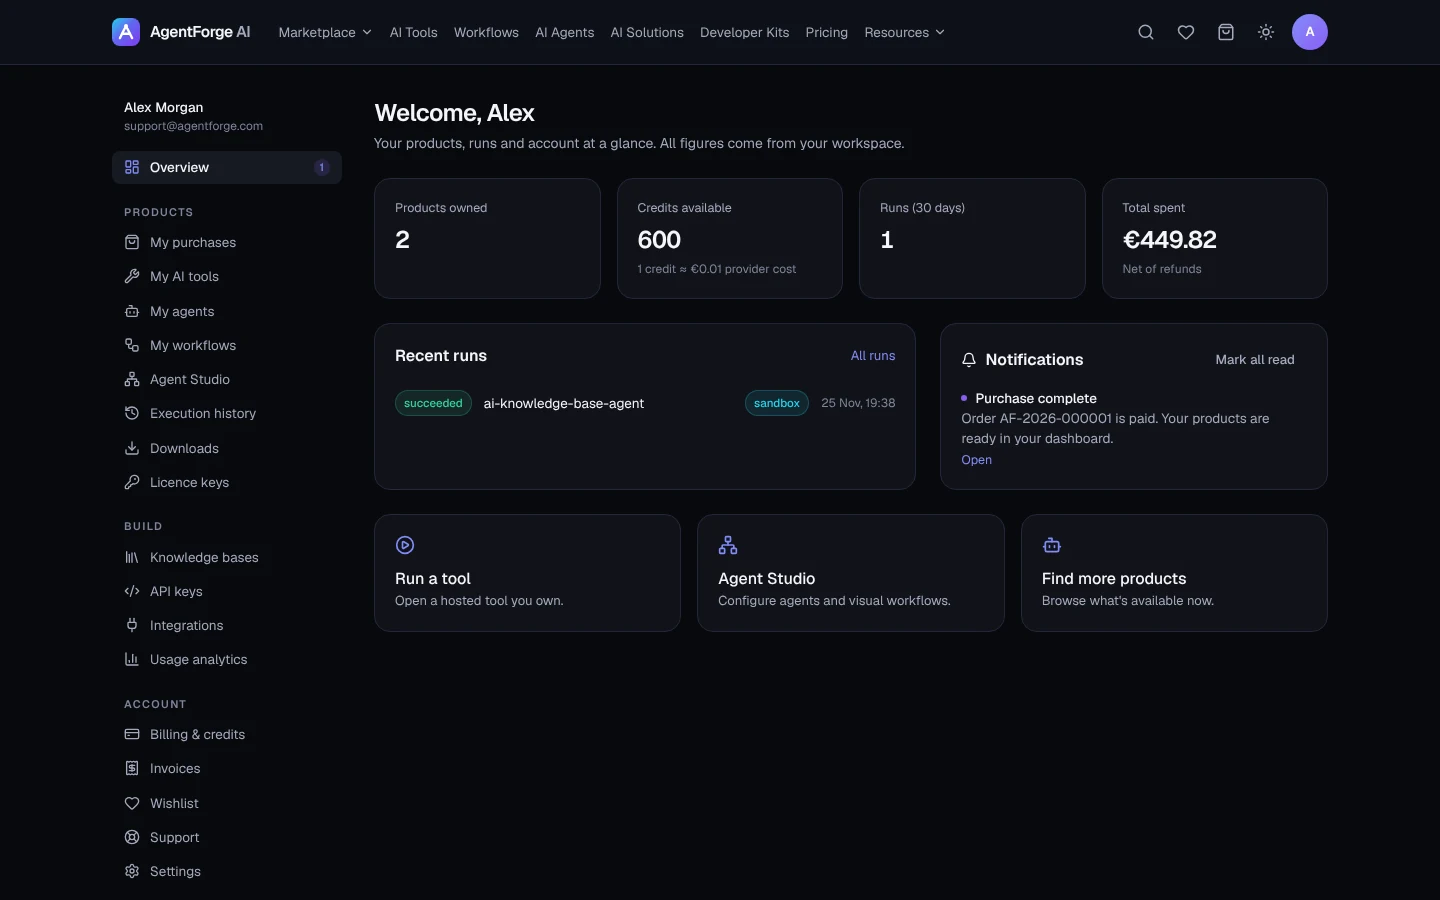 AgentForge AI
Marketplace
AI Tools
Workflows
AI Agents
AI Solutions
Developer Kits
Pricing
Resources
A
Alex Morgan
support@agentforge.com
Overview
1
PRODUCTS
My purchases
My AI tools
My agents
My workflows
Agent Studio
Execution history
Downloads
Licence keys
BUILD
Knowledge bases
API keys
Integrations
Usage analytics
ACCOUNT
Billing & credits
Invoices
Wishlist
Support
Settings
Welcome, Alex
Your products, runs and account at a glance. All figures come from your workspace.
Products owned
2
Credits available
600
1 credit ≈ €0.01 provider cost
Runs (30 days)
1
Total spent
€449.82
Net of refunds
Recent runs
All runs
succeeded
ai-knowledge-base-agent
sandbox
25 Nov, 19:38
Notifications
Mark all read
Purchase complete
Order AF-2026-000001 is paid. Your products are
ready in your dashboard.
Open
Run a tool
Open a hosted tool you own.
Agent Studio
Configure agents and visual workflows.
Find more products
Browse what's available now.